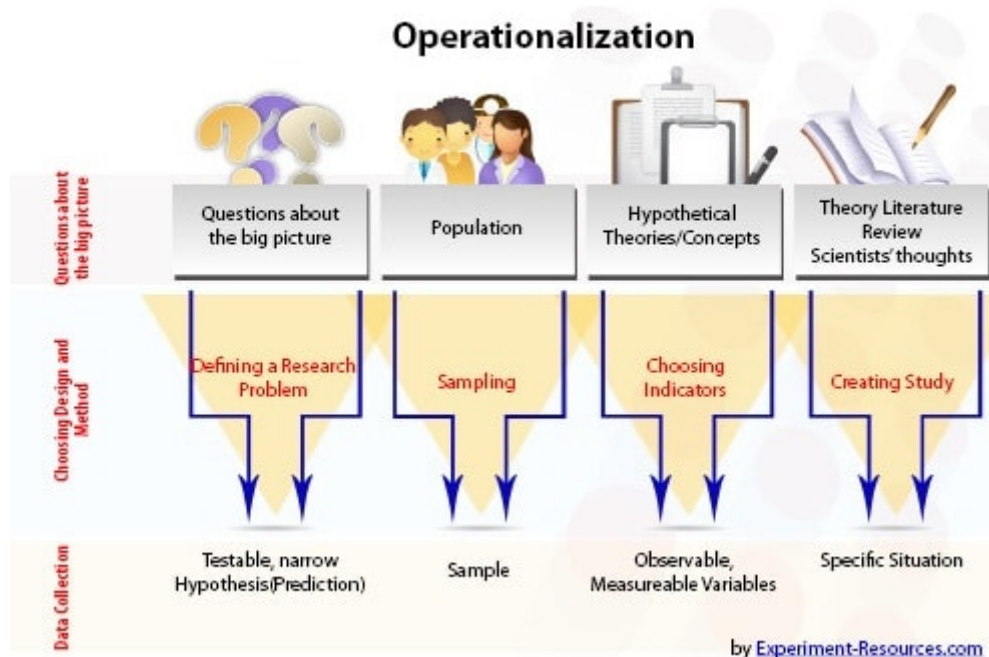 Operationalization
Questions about
the big picture
Questions about
the big picture
Population
Hypothetical
Theories/Concepts
Theory Literature
Review
Scientists' thoughts
Choosing Design and
Method
Defining a Research
Problem
Sampling
Choosing
Indicators
Creating Study
Data Collection
Testable, narrow
Hypothesis(Prediction)
Sample
Observable,
Measureable Variables
Specific Situation
by Experiment-Resources.com